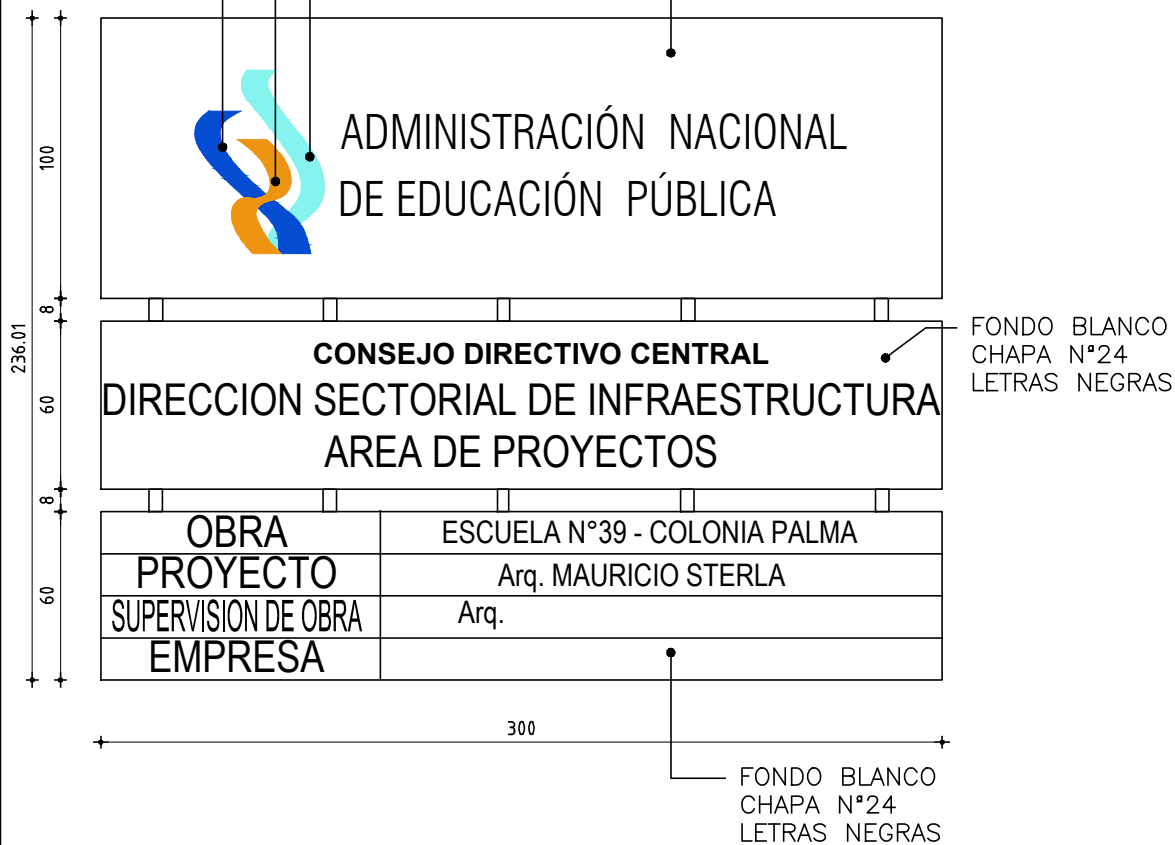 ADMINISTRACIÓN NACIONAL
DE EDUCACIÓN PÚBLICA
100
8
236.01
CONSEJO DIRECTIVO CENTRAL
DIRECCION SECTORIAL DE INFRAESTRUCTURA
AREA DE PROYECTOS
60
FONDO BLANCO
CHAPA Nª24
LETRAS NEGRAS
8
OBRA ESCUELA N°39 - COLONIA PALMA
PROYECTO Arq. MAURICIO STERLA
SUPERVISION DE OBRA Arq.
EMPRESA
60
300
FONDO BLANCO
CHAPA Nª24
LETRAS NEGRAS